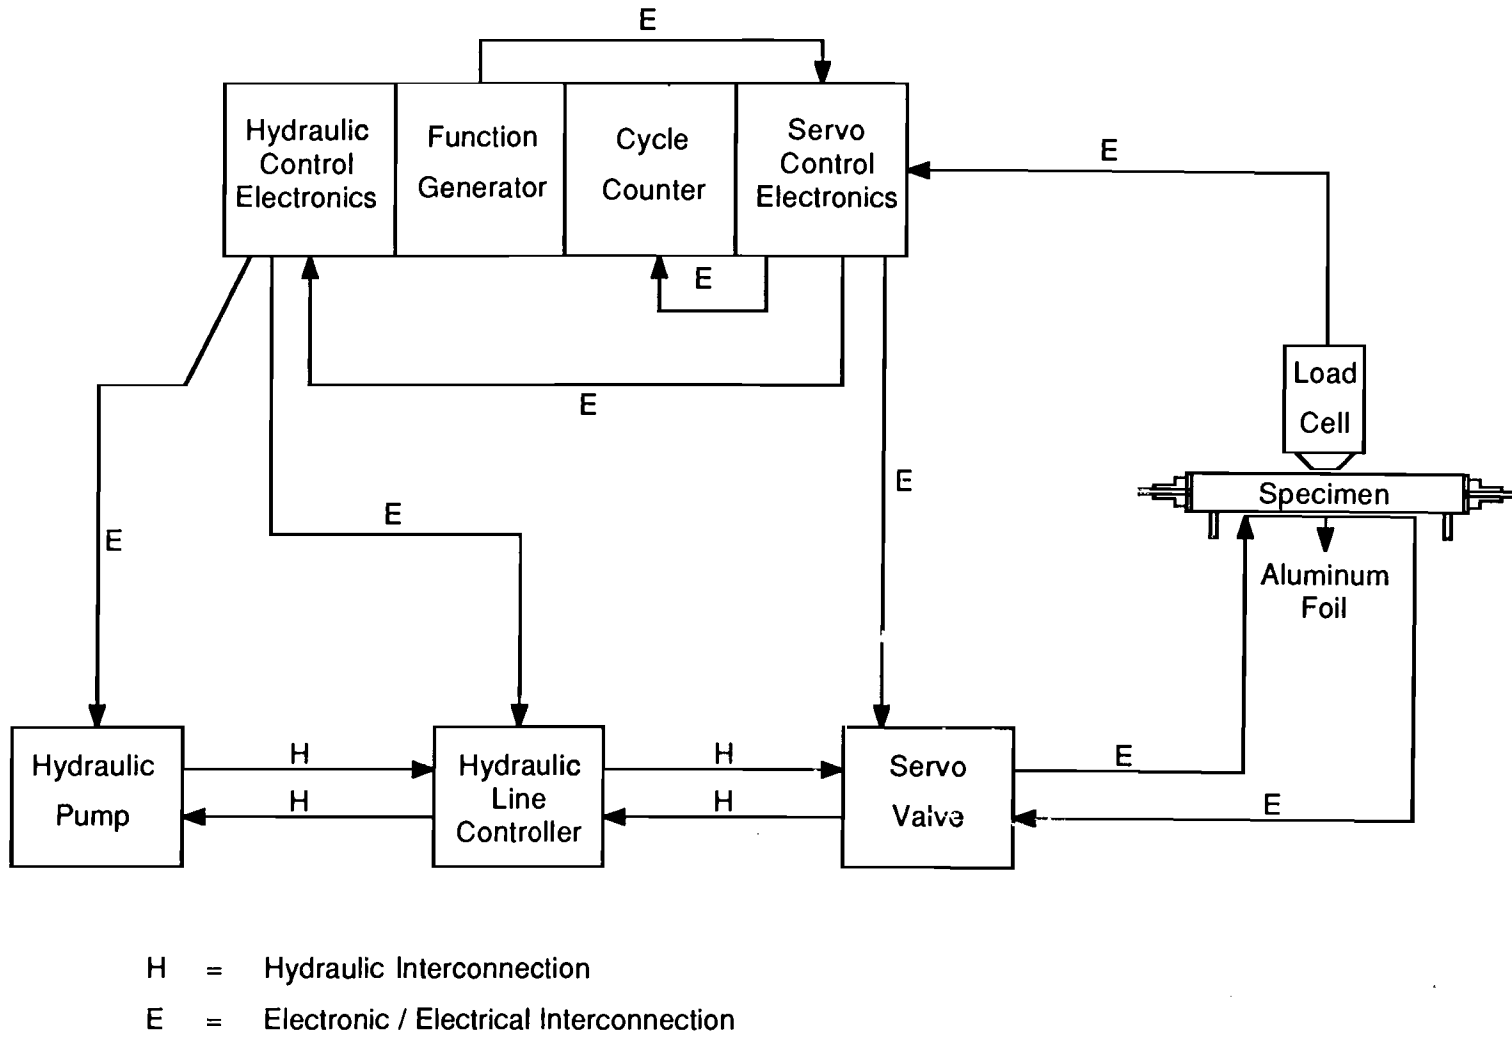 E
Hydraulic
Control
Electronics
Function
Generator
Cycle
Counter
Servo
Control
Electronics
E
E
E
Load
Cell
E
Specimen
E
E
Aluminum
Foil
Hydraulic
Pump
H
H
Hydraulic
Line
Controller
H
H
Servo
Valve
E
E
H = Hydraulic Interconnection
E = Electronic / Electrical Interconnection